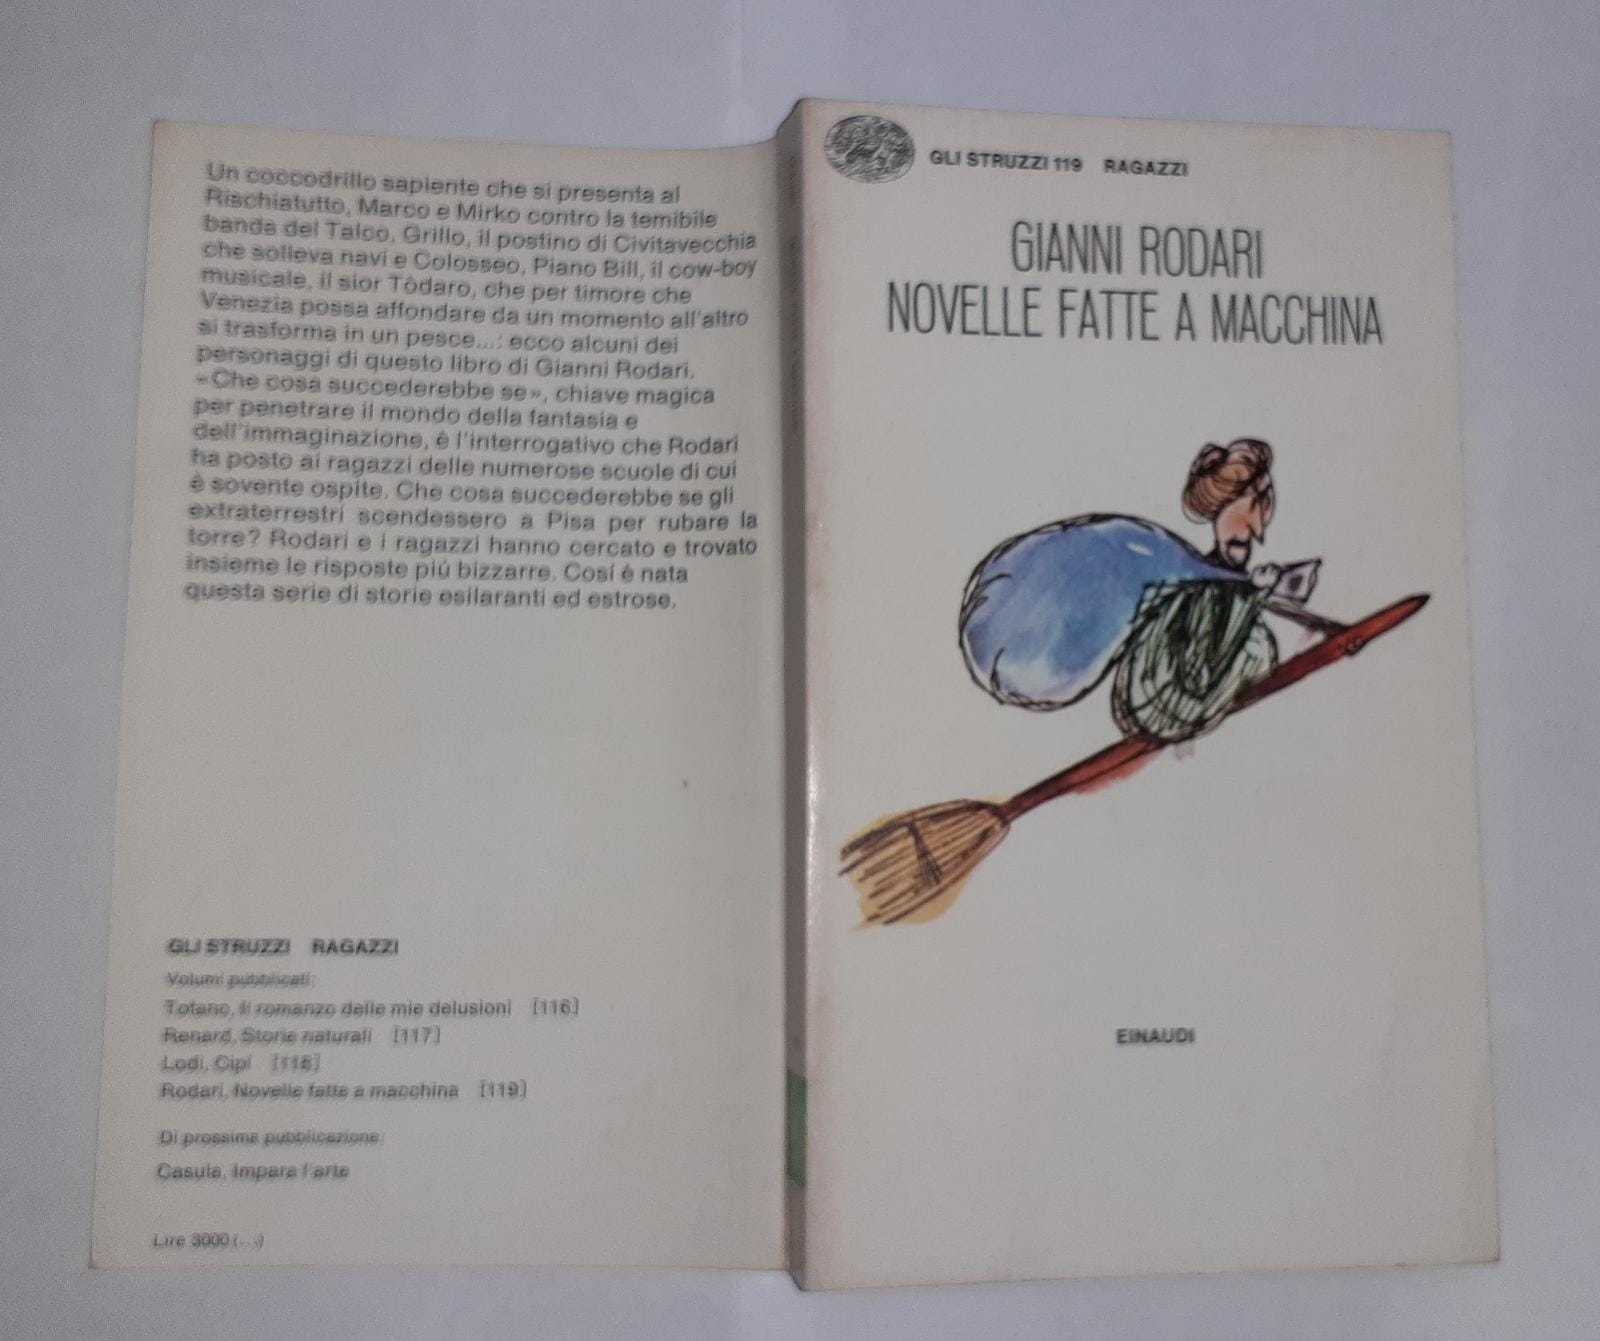 Un coccodrillo sapiente che si presenta al
Rischiatutto, Marco e Mirko contro la temibile
banda del Talco, Grillo, il postino di Civitavecchia
che solleva navi e Colosseo, Piano Bill, il cow-boy
musicale, il sior Tòdaro, che per timore che
Venezia possa affondare da un momento all'altro
si trasforma in un pesce...: ecco alcuni dei
personaggi di questo libro di Gianni Rodari.
«Che cosa succederebbe se», chiave magica
per penetrare il mondo della fantasia e
dell'immaginazione, è l'interrogativo che Rodari
ha posto ai ragazzi delle numerose scuole di cui
è sovente ospite. Che cosa succederebbe se gli
extraterrestri scendessero a Pisa per rubare la
torre? Rodari e i ragazzi hanno cercato e trovato
insieme le risposte piú bizzarre. Cosí è nata
questa serie di storie esilaranti ed estrose.
GLI STRUZZI RAGAZZI
Volumi pubblicati:
Tofano, Il romanzo delle mie delusioni [116]
Renard, Storie naturali [117]
Lodi, Cipí [118]
Rodari, Novelle fatte a macchina [119]
Di prossima pubblicazione:
Casula, Impara l'arte
Lire 3000 (...)
GLI STRUZZI 119 RAGAZZI
GIANNI RODARI
NOVELLE FATTE A MACCHINA
EINAUDI